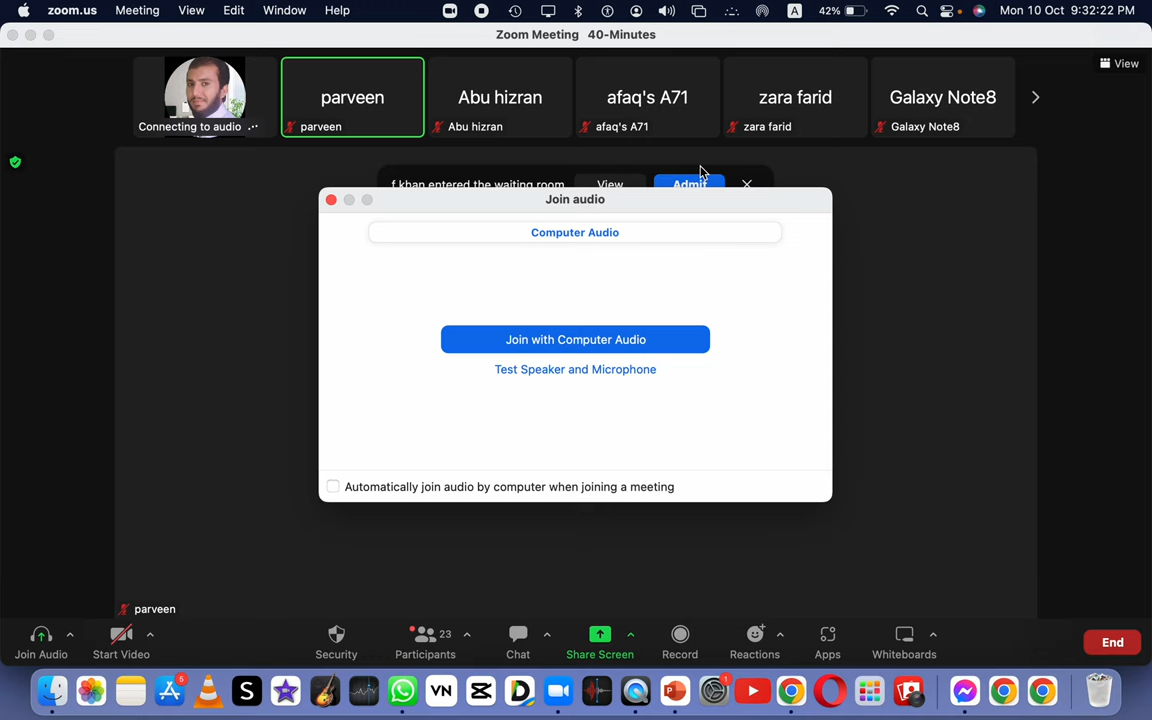 zoom.us Meeting View Edit Window Help A 42% Mon 10 Oct 9:32:22 PM
Zoom Meeting 40-Minutes
View
parveen Abu hizran afaq's A71 zara farid Galaxy Note8
Connecting to audio ··· parveen Abu hizran afaq's A71 zara farid Galaxy Note8
f khan entered the waiting room View Admit
Join audio
Computer Audio
Join with Computer Audio
Test Speaker and Microphone
Automatically join audio by computer when joining a meeting
parveen
23
Join Audio Start Video Security Participants Chat Share Screen Record Reactions Apps Whiteboards End
5 S VN D P 1